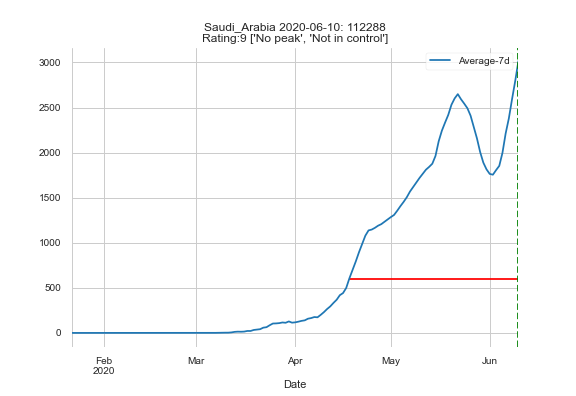 Saudi_Arabia 2020-06-10: 112288
Rating:9 ['No peak', 'Not in control']
Average-7d
3000
2500
2000
1500
1000
500
0
Feb
2020
Mar
Apr
May
Jun
Date